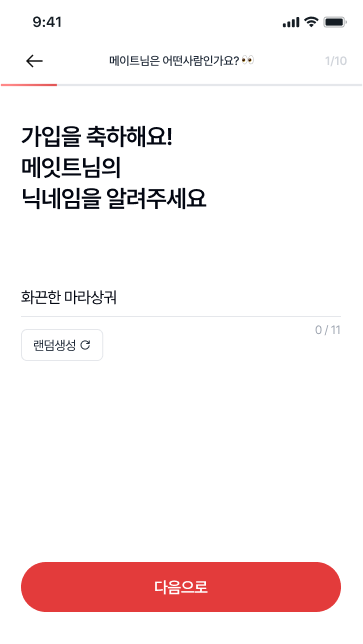 9:41
메이트님은 어떤사람인가요?👀
1/10
가입을 축하해요!
메잇트님의
닉네임을 알려주세요
화끈한 마라샹궈
0 / 11
랜덤생성
다음으로